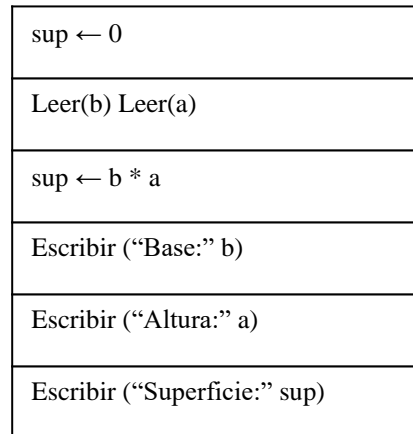 sup ← 0
Leer(b) Leer(a)
sup ← b * a
Escribir (“Base:” b)
Escribir (“Altura:” a)
Escribir (“Superficie:” sup)